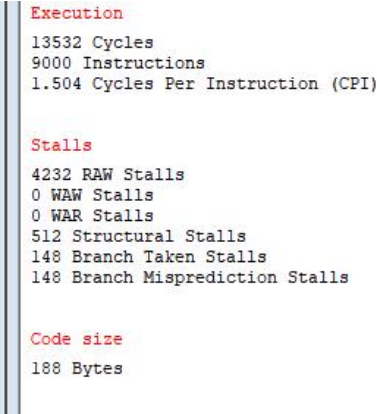 Execution
13532 Cycles
9000 Instructions
1.504 Cycles Per Instruction (CPI)
Stalls
4232 RAW Stalls
0 WAW Stalls
0 WAR Stalls
512 Structural Stalls
148 Branch Taken Stalls
148 Branch Misprediction Stalls
Code size
188 Bytes